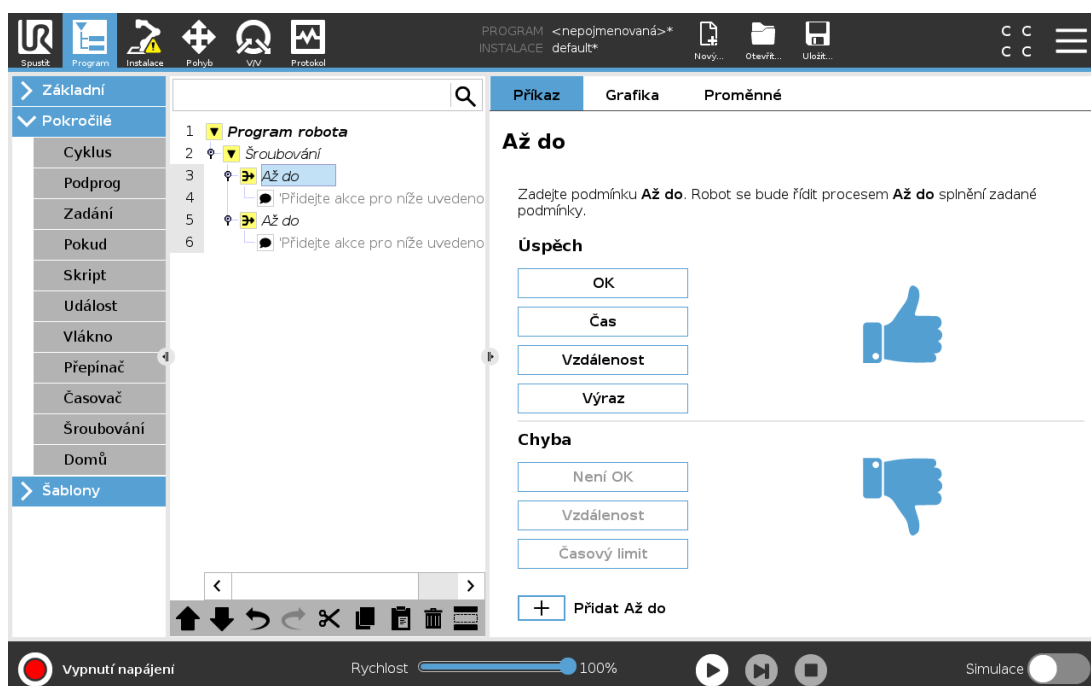 PROGRAM <nepojmenovaná>*
INSTALACE default*
Spustit Program Instalace Pohyb V/V Protokol Nový... Otevřít... Uložit...
C C
C C
Základní
Pokročilé
Cyklus
Podprog
Zadání
Pokud
Skript
Událost
Vlákno
Přepínač
Časovač
Šroubování
Domů
Šablony
1 Program robota
2 Šroubování
3 Až do
4 'Přidejte akce pro níže uvedeno
5 Až do
6 'Přidejte akce pro níže uvedeno
Příkaz Grafika Proměnné
Až do
Zadejte podmínku Až do. Robot se bude řídit procesem Až do splnění zadané
podmínky.
Úspěch
OK
Čas
Vzdálenost
Výraz
Chyba
Není OK
Vzdálenost
Časový limit
+ Přidat Až do
Vypnutí napájení Rychlost 100% Simulace